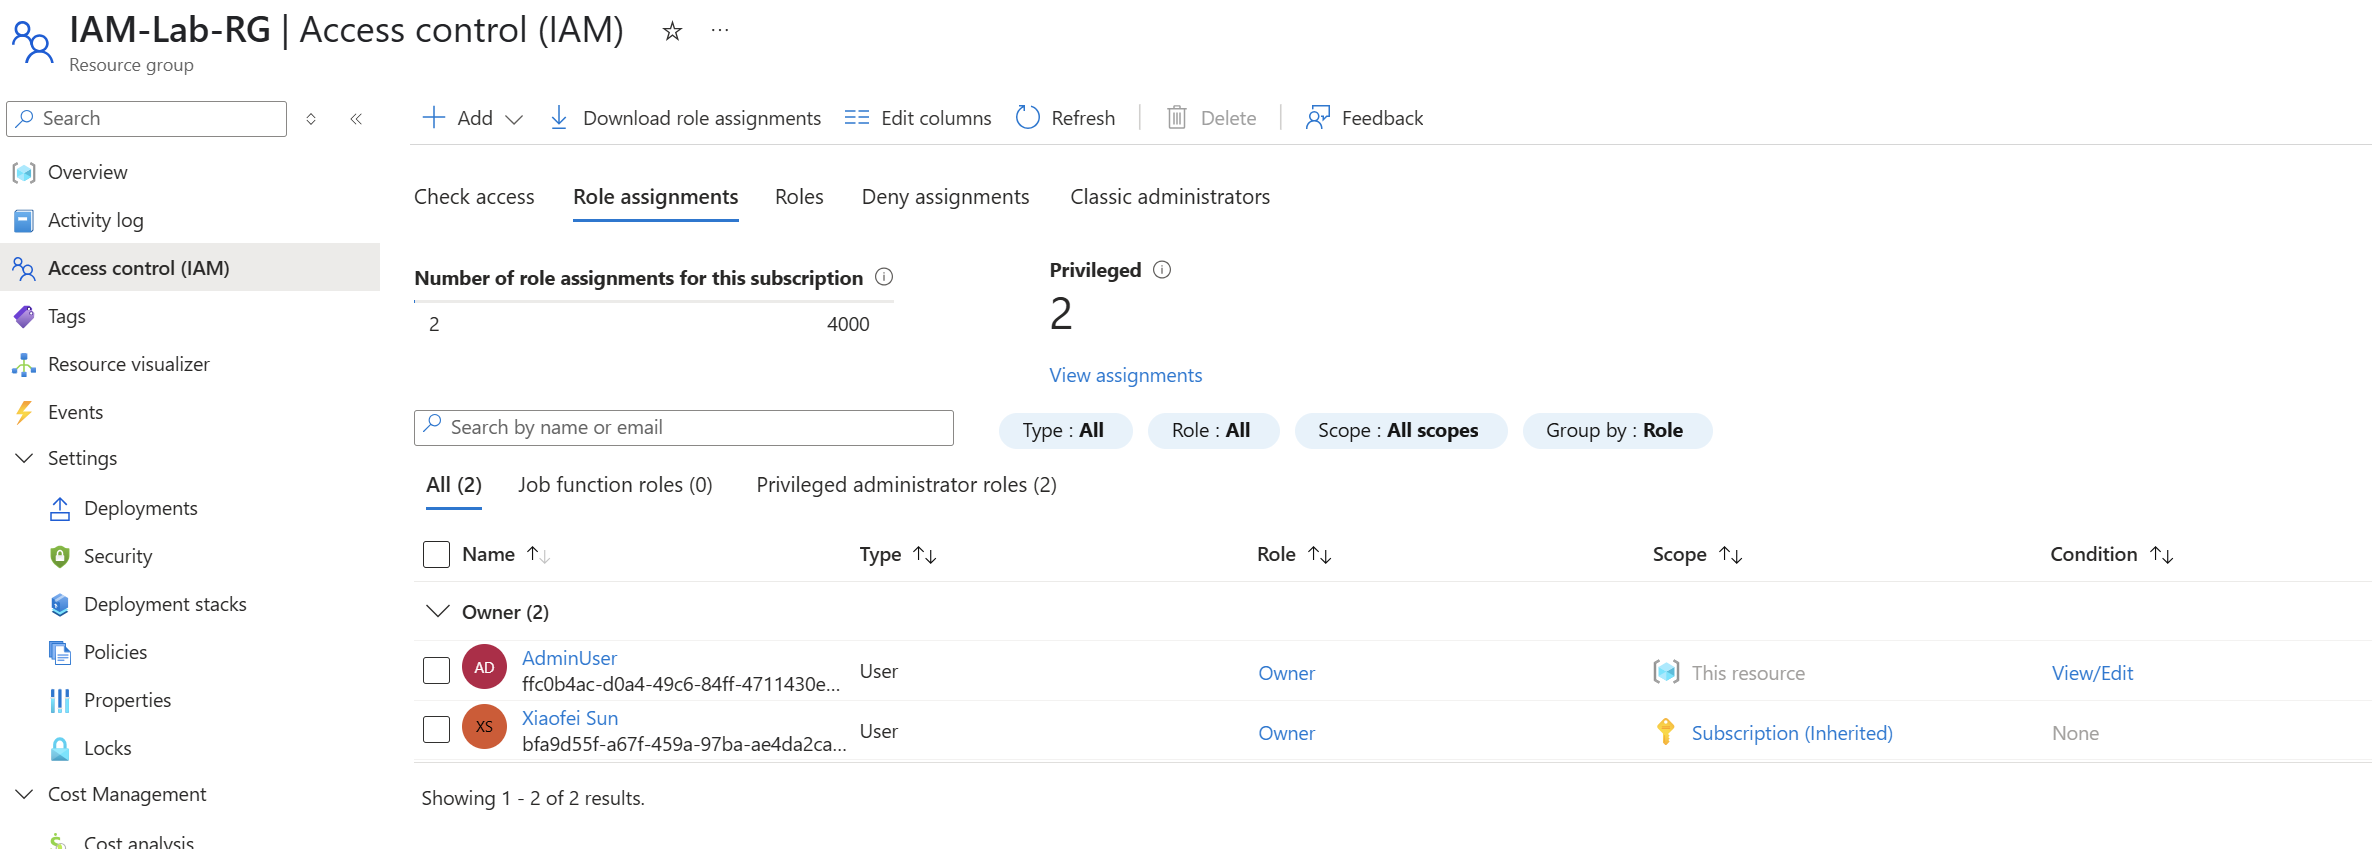 IAM-Lab-RG | Access control (IAM)
Resource group
Search
Overview
Activity log
Access control (IAM)
Tags
Resource visualizer
Events
Settings
Deployments
Security
Deployment stacks
Policies
Properties
Locks
Cost Management
Cost analysis
Add
Download role assignments
Edit columns
Refresh
Delete
Feedback
Check access
Role assignments
Roles
Deny assignments
Classic administrators
Number of role assignments for this subscription
2 4000
Privileged
2
View assignments
Search by name or email
Type : All
Role : All
Scope : All scopes
Group by : Role
All (2)
Job function roles (0)
Privileged administrator roles (2)
Name Type Role Scope Condition
Owner (2)
AD AdminUser
ffc0b4ac-d0a4-49c6-84ff-4711430e...
User Owner This resource View/Edit
XS Xiaofei Sun
bfa9d55f-a67f-459a-97ba-ae4da2ca...
User Owner Subscription (Inherited) None
Showing 1 - 2 of 2 results.